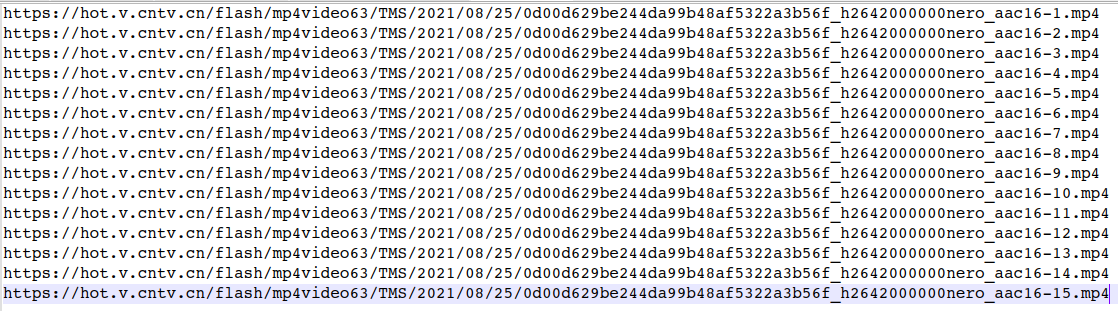 https://hot.v.cntv.cn/flash/mp4video63/TMS/2021/08/25/0d00d629be244da99b48af5322a3b56f_h2642000000nero_aac16-1.mp4
https://hot.v.cntv.cn/flash/mp4video63/TMS/2021/08/25/0d00d629be244da99b48af5322a3b56f_h2642000000nero_aac16-2.mp4
https://hot.v.cntv.cn/flash/mp4video63/TMS/2021/08/25/0d00d629be244da99b48af5322a3b56f_h2642000000nero_aac16-3.mp4
https://hot.v.cntv.cn/flash/mp4video63/TMS/2021/08/25/0d00d629be244da99b48af5322a3b56f_h2642000000nero_aac16-4.mp4
https://hot.v.cntv.cn/flash/mp4video63/TMS/2021/08/25/0d00d629be244da99b48af5322a3b56f_h2642000000nero_aac16-5.mp4
https://hot.v.cntv.cn/flash/mp4video63/TMS/2021/08/25/0d00d629be244da99b48af5322a3b56f_h2642000000nero_aac16-6.mp4
https://hot.v.cntv.cn/flash/mp4video63/TMS/2021/08/25/0d00d629be244da99b48af5322a3b56f_h2642000000nero_aac16-7.mp4
https://hot.v.cntv.cn/flash/mp4video63/TMS/2021/08/25/0d00d629be244da99b48af5322a3b56f_h2642000000nero_aac16-8.mp4
https://hot.v.cntv.cn/flash/mp4video63/TMS/2021/08/25/0d00d629be244da99b48af5322a3b56f_h2642000000nero_aac16-9.mp4
https://hot.v.cntv.cn/flash/mp4video63/TMS/2021/08/25/0d00d629be244da99b48af5322a3b56f_h2642000000nero_aac16-10.mp4
https://hot.v.cntv.cn/flash/mp4video63/TMS/2021/08/25/0d00d629be244da99b48af5322a3b56f_h2642000000nero_aac16-11.mp4
https://hot.v.cntv.cn/flash/mp4video63/TMS/2021/08/25/0d00d629be244da99b48af5322a3b56f_h2642000000nero_aac16-12.mp4
https://hot.v.cntv.cn/flash/mp4video63/TMS/2021/08/25/0d00d629be244da99b48af5322a3b56f_h2642000000nero_aac16-13.mp4
https://hot.v.cntv.cn/flash/mp4video63/TMS/2021/08/25/0d00d629be244da99b48af5322a3b56f_h2642000000nero_aac16-14.mp4
https://hot.v.cntv.cn/flash/mp4video63/TMS/2021/08/25/0d00d629be244da99b48af5322a3b56f_h2642000000nero_aac16-15.mp4